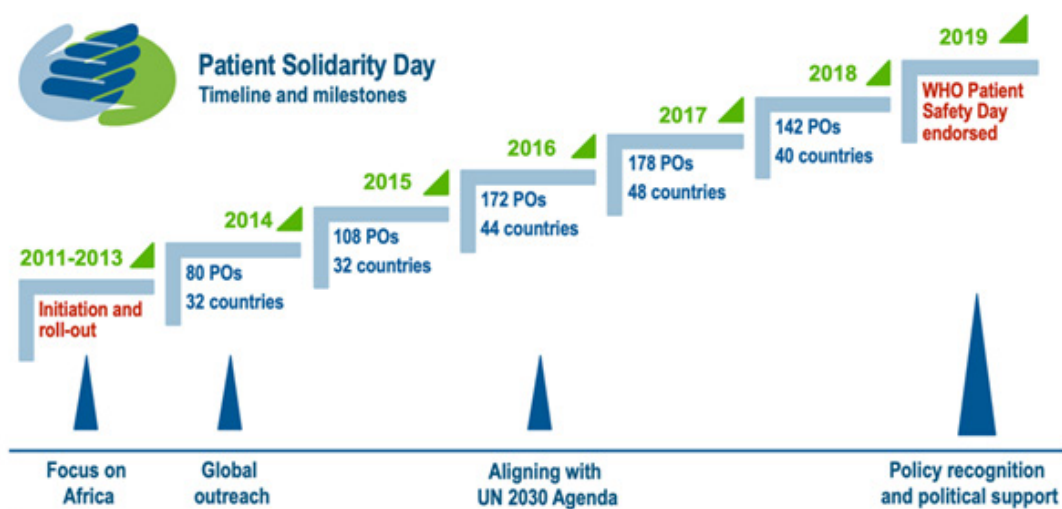 Patient Solidarity Day
Timeline and milestones
2011-2013
Initiation and
roll-out
2014
80 POs
32 countries
2015
108 POs
32 countries
2016
172 POs
44 countries
2017
178 POs
48 countries
2018
142 POs
40 countries
2019
WHO Patient
Safety Day
endorsed
Focus on
Africa
Global
outreach
Aligning with
UN 2030 Agenda
Policy recognition
and political support